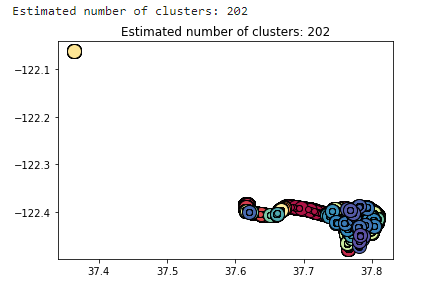 Estimated number of clusters: 202
Estimated number of clusters: 202
−122.1
−122.2
−122.3
−122.4
37.4 37.5 37.6 37.7 37.8